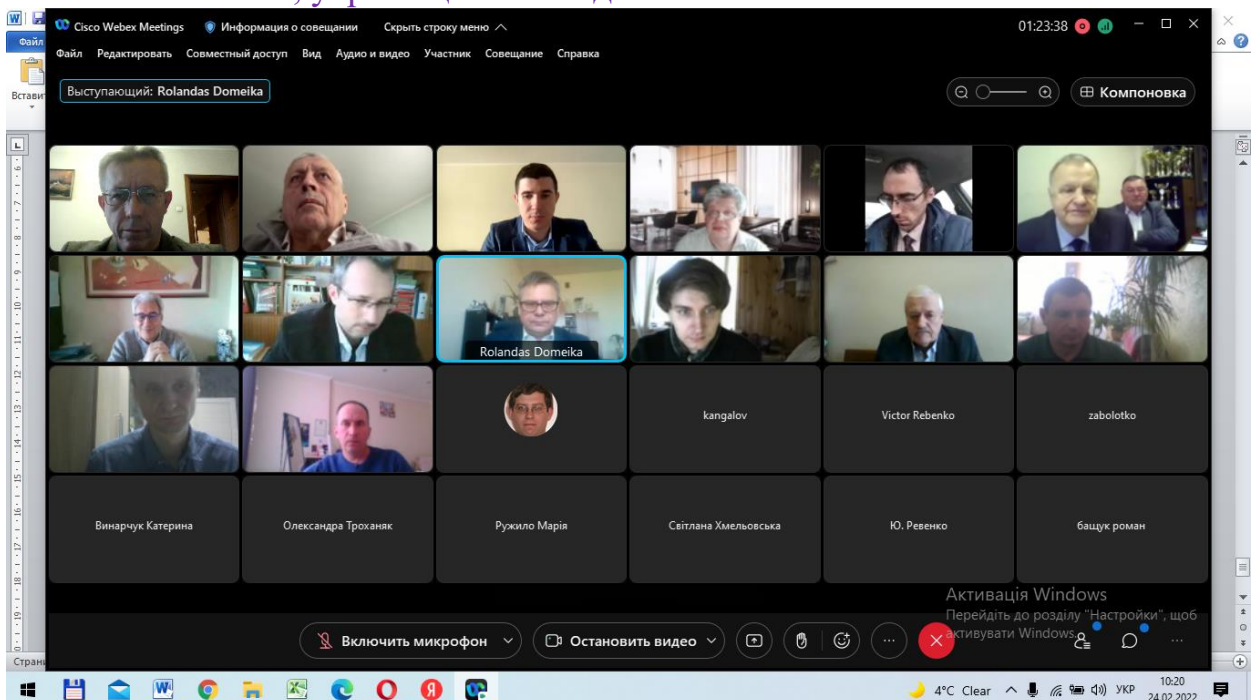 Cisco Webex Meetings
Информация о совещании
Скрыть строку меню
01:23:38
Файл
Файл Редактировать Совместный доступ Вид Аудио и видео Участник Совещание Справка
Выступающий: Rolandas Domeika
Компоновка
Rolandas Domeika
kangalov
Victor Rebenko
zabolotko
Винарчук Катерина
Олександра Троханяк
Ружило Марія
Світлана Хмельовська
Ю. Ревенко
бащук роман
Активація Windows
Перейдіть до розділу "Настройки", щоб
активувати Windows.
Включить микрофон
Остановить видео
4°C Clear
УКР
10:20
24.02.2022